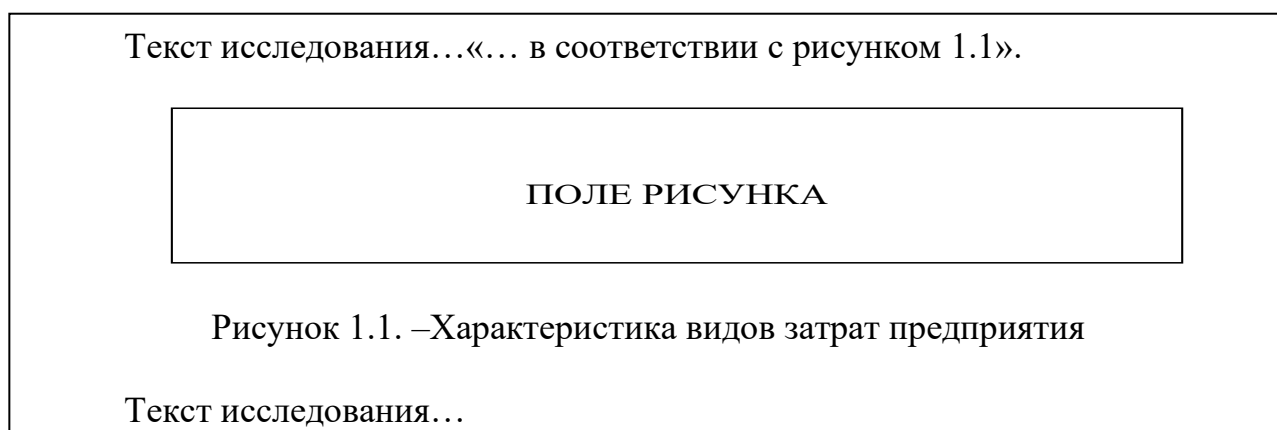 Текст исследования…«… в соответствии с рисунком 1.1».
ПОЛЕ РИСУНКА
Рисунок 1.1. –Характеристика видов затрат предприятия
Текст исследования…